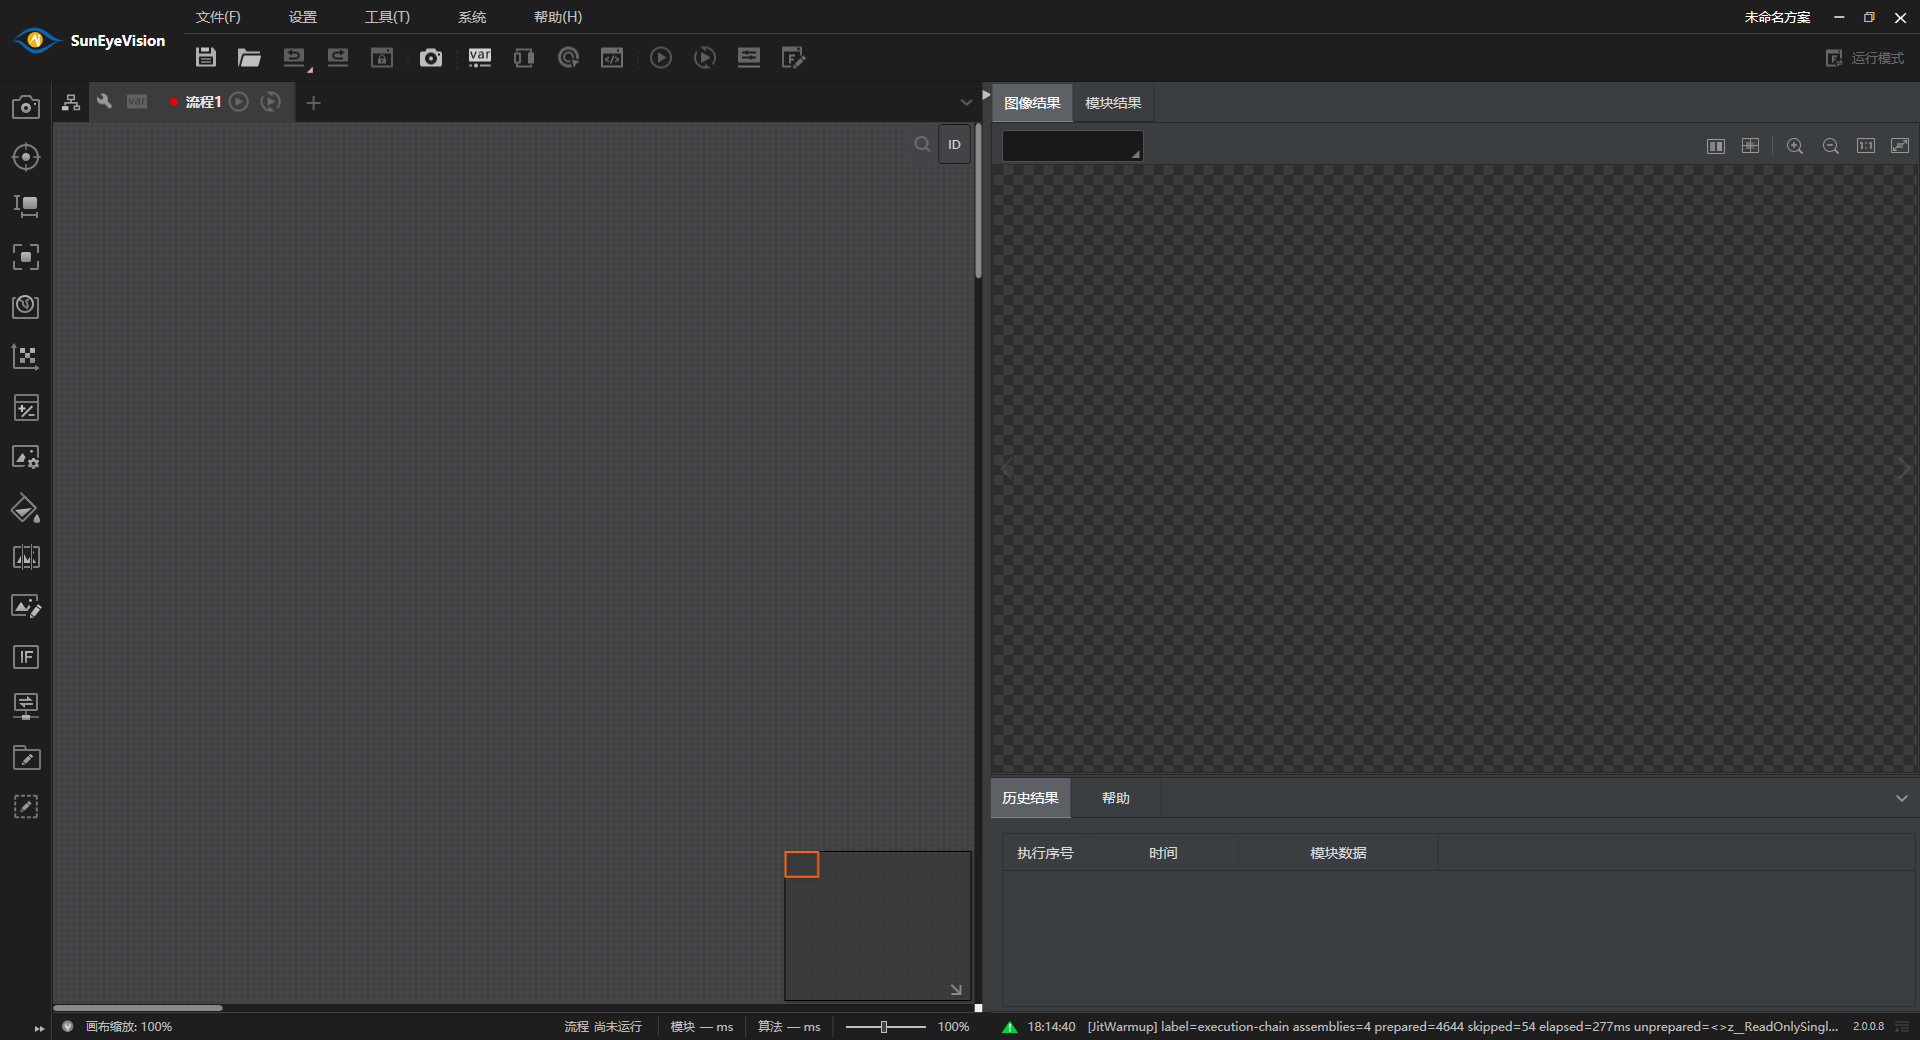 文件(F) 设置 工具(T) 系统 帮助(H) 未命名方案
SunEyeVision
var
运行模式
var 流程1
图像结果 模块结果
ID
1:1
IF
历史结果 帮助
执行序号 时间 模块数据
画布缩放: 100% 流程 尚未运行 模块 — ms 算法 — ms 100% 18:14:40 [JitWarmup] label=execution-chain assemblies=4 prepared=4644 skipped=54 elapsed=277ms unprepared=<>z__ReadOnlySingl... 2.0.0.8